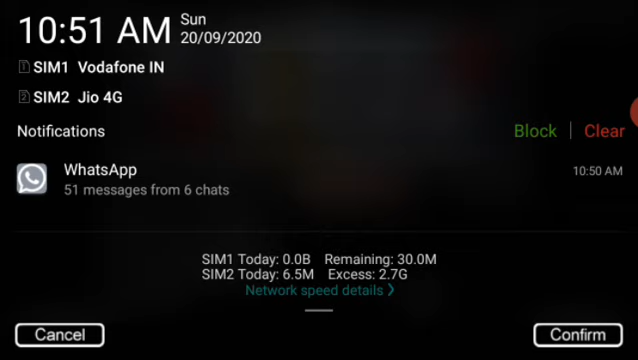 10:51 AM Sun
20/09/2020
1 SIM1 Vodafone IN
2 SIM2 Jio 4G
Notifications Block Clear
WhatsApp 10:50 AM
51 messages from 6 chats
SIM1 Today: 0.0B Remaining: 30.0M
SIM2 Today: 6.5M Excess: 2.7G
Network speed details >
Cancel Confirm